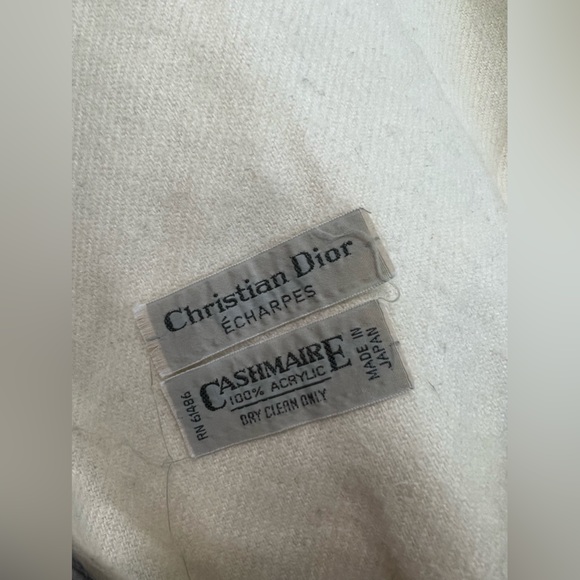 Christian Dior
ÉCHARPES
RN 61486
CASHMAIRE
100% ACRYLIC
DRY CLEAN ONLY
MADE IN
JAPAN